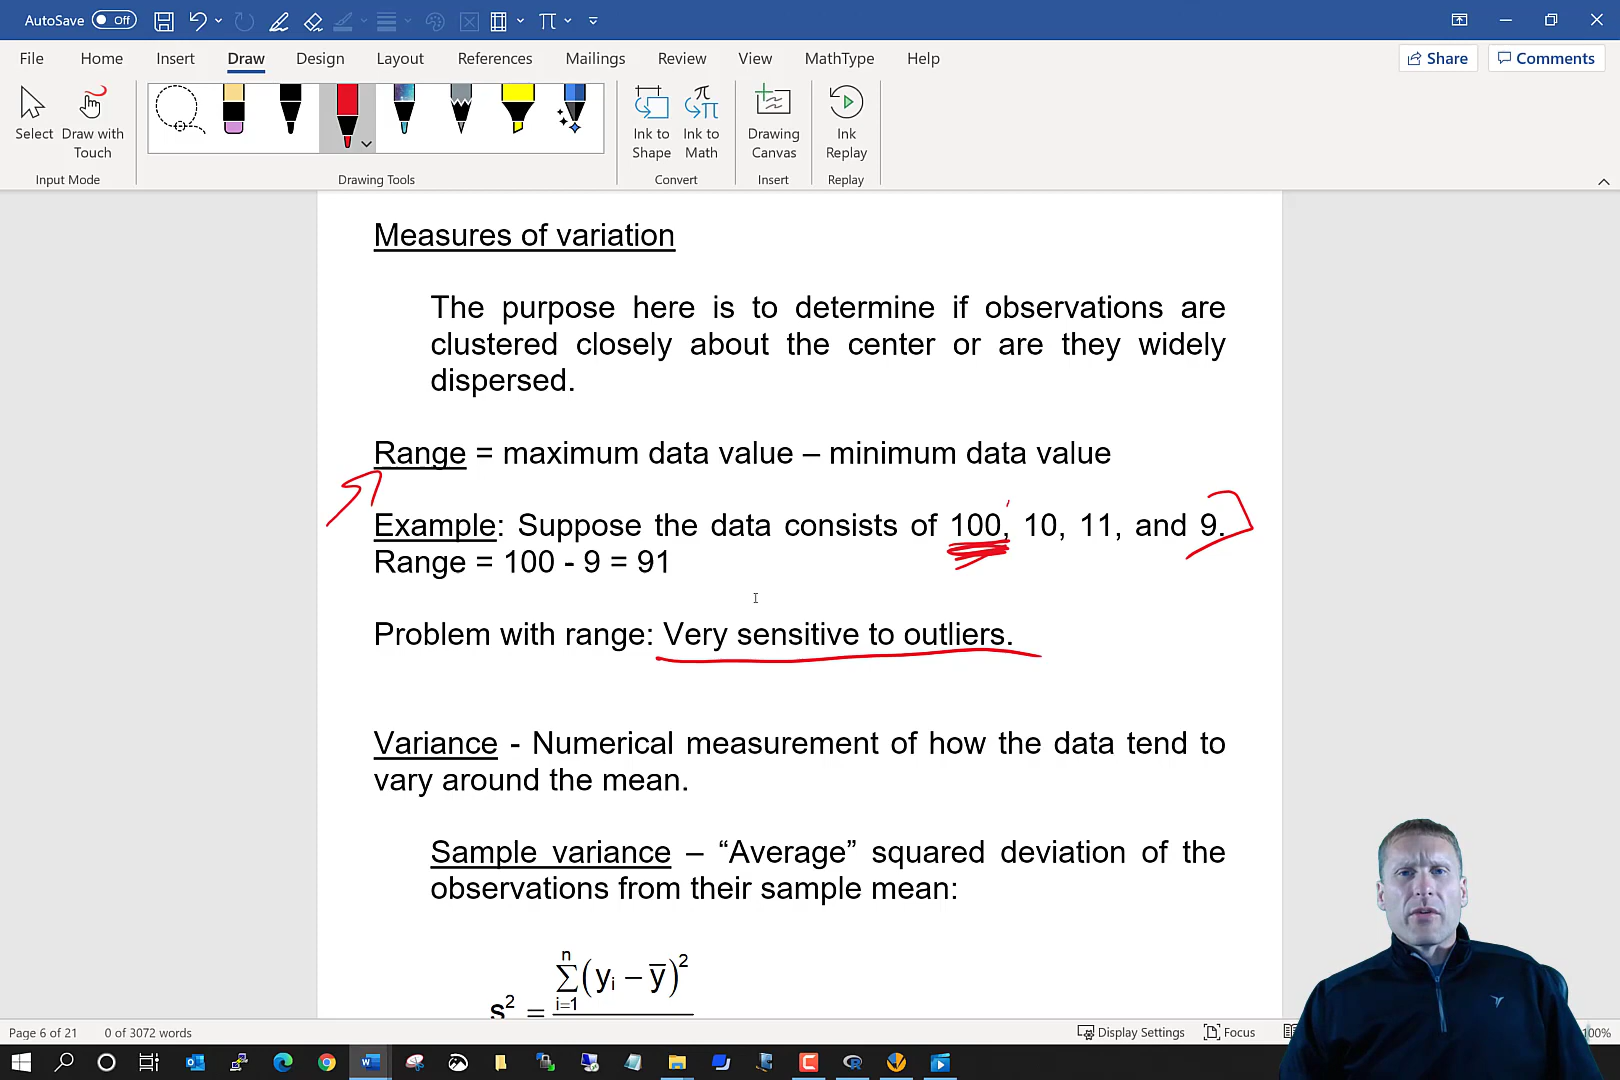 AutoSave Off
File Home Insert Draw Design Layout References Mailings Review View MathType Help Share Comments
Select Draw with Touch Ink to Shape Ink to Math Drawing Canvas Ink Replay
Input Mode Drawing Tools Convert Insert Replay
Measures of variation
The purpose here is to determine if observations are
clustered closely about the center or are they widely
dispersed.
Range = maximum data value – minimum data value
Example: Suppose the data consists of 100, 10, 11, and 9.
Range = 100 - 9 = 91
Problem with range: Very sensitive to outliers.
Variance - Numerical measurement of how the data tend to
vary around the mean.
Sample variance – “Average” squared deviation of the
observations from their sample mean:
s² = ∑ⁿᵢ₌₁(yᵢ − y̅)²
Page 6 of 21 0 of 3072 words Display Settings Focus 100%